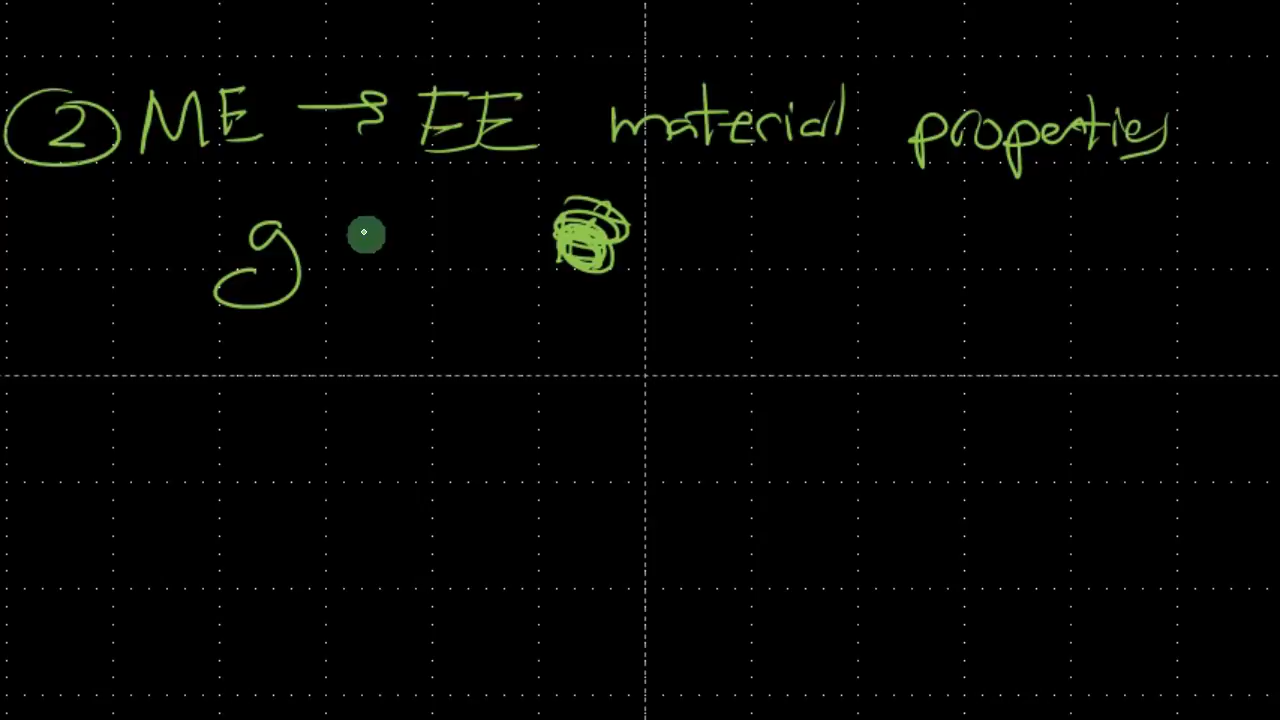 ② ME → EE material properties
g